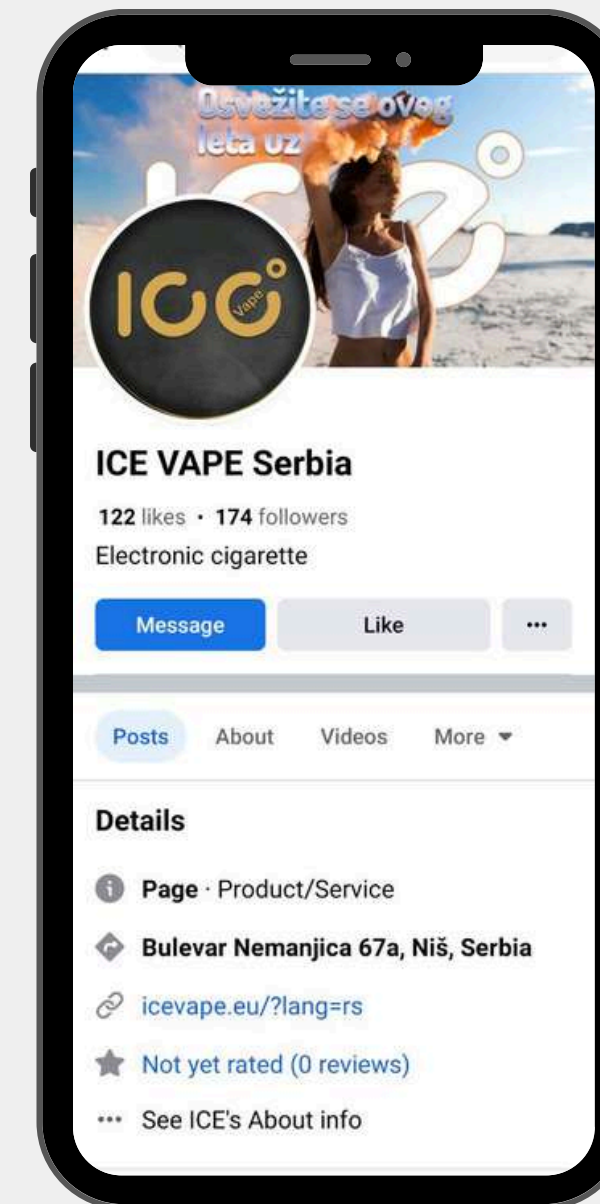 Osvežite se ovog
leta uz
ice°
ICE°
Vape
ICE VAPE Serbia
122 likes · 174 followers
Electronic cigarette
Message
Like
Posts
About
Videos
More
Details
Page · Product/Service
Bulevar Nemanjica 67a, Niš, Serbia
icevape.eu/?lang=rs
Not yet rated (0 reviews)
See ICE's About info